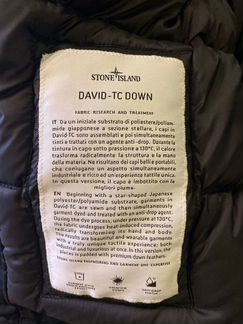 STONE ISLAND
DAVID-TC DOWN
FABRIC RESEARCH AND TREATMENT
IT Da un iniziale substrato di poliestere/poliam-
mide giapponese a sezione stellare, i capi in
David-TC sono assemblati e poi simultaneamente
tinti e trattati con un agente anti-drop. Durante la
tintura in capo sotto pressione a 130°C, il calore
trasforma radicalmente la struttura e la mano
della materia. Ne risultano dei capi belli e portabili,
che coniugano un aspetto simultaneamente
industriale e ricco ad un'esperienza tattile unica.
In questa versione, il capo è imbottito con le
migliori piume.
EN Beginning with a star-shaped Japanese
polyester/polyamide substrate, garments in
David-TC are sewn and then simultaneously
garment dyed and treated with an anti-drop agent.
During the dyeing process, under pressure at 130°C,
the fabric undergoes heat-induced compression,
radically transforming its hand and body.
The results are beautiful and wearable garments
with a truly unique tactile experience; both
industrial and luxurious at once. In this version, the
pieces is padded with premium down feathers.